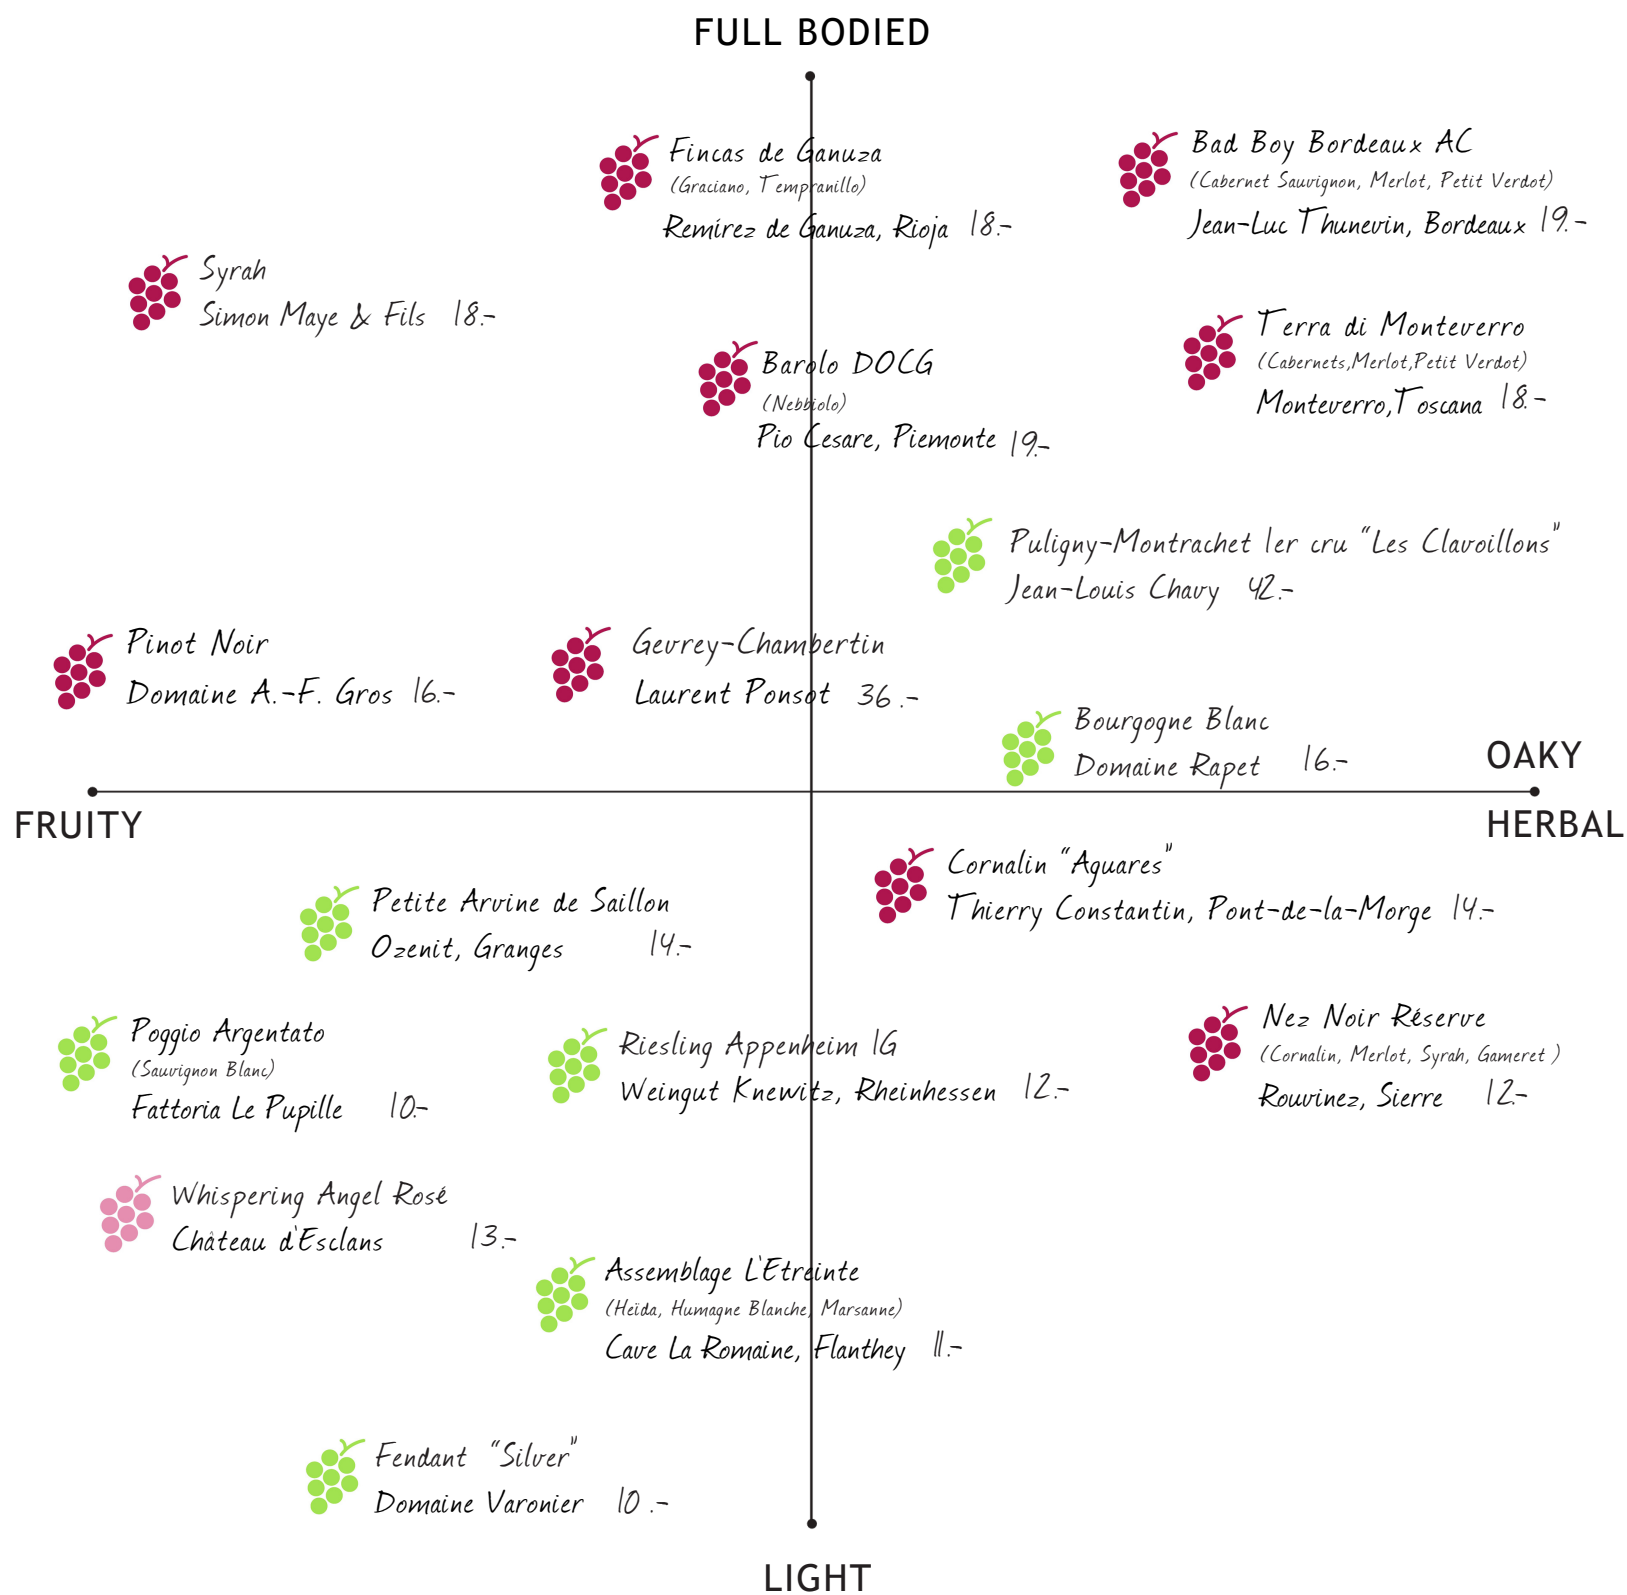 FULL BODIED
Fincas de Ganuza
(Graciano, Tempranillo)
Remírez de Ganuza, Rioja 18.-
Bad Boy Bordeaux AC
(Cabernet Sauvignon, Merlot, Petit Verdot)
Jean-Luc Thunevin, Bordeaux 19.-
Syrah
Simon Maye & Fils 18.-
Barolo DOCG
(Nebbiolo)
Pio Cesare, Piemonte 19.-
Terra di Monteverro
(Cabernets,Merlot,Petit Verdot)
Monteverro,Toscana 18.-
Puligny-Montrachet 1er cru "Les Clavoillons"
Jean-Louis Chavy 42.-
Pinot Noir
Domaine A.-F. Gros 16.-
Gevrey-Chambertin
Laurent Ponsot 36.-
Bourgogne Blanc
Domaine Rapet 16.-
OAKY
FRUITY
HERBAL
Cornalin "Aguares"
Thierry Constantin, Pont-de-la-Morge 14.-
Petite Arvine de Saillon
Ozenit, Granges 14.-
Poggio Argentato
(Sauvignon Blanc)
Fattoria Le Pupille 10.-
Riesling Appenheim 1G
Weingut Knewitz, Rheinhessen 12.-
Nez Noir Réserve
(Cornalin, Merlot, Syrah, Gameret )
Rouvinez, Sierre 12.-
Whispering Angel Rosé
Château d'Esclans 13.-
Assemblage L'Etreinte
(Heïda, Humagne Blanche, Marsanne)
Cave La Romaine, Flanthey 11.-
Fendant "Silver"
Domaine Varonier 10 .-
LIGHT